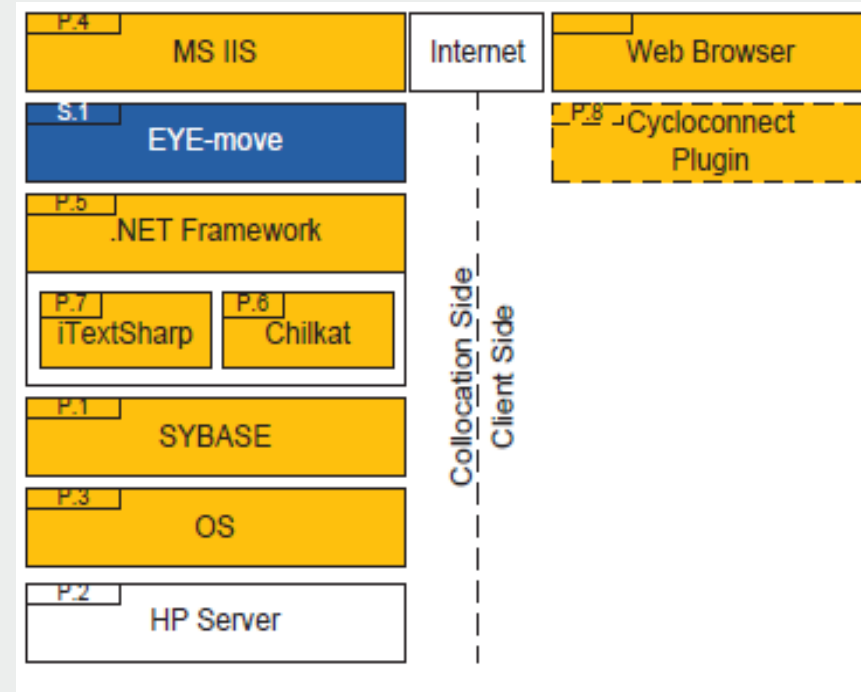 P.4
MS IIS
Internet
Web Browser
S.1
EYE-move
P.8
Cycloconnect
Plugin
P.5
.NET Framework
P.7
iTextSharp
P.6
Chilkat
Collocation Side
Client Side
P.1
SYBASE
P.3
OS
P.2
HP Server